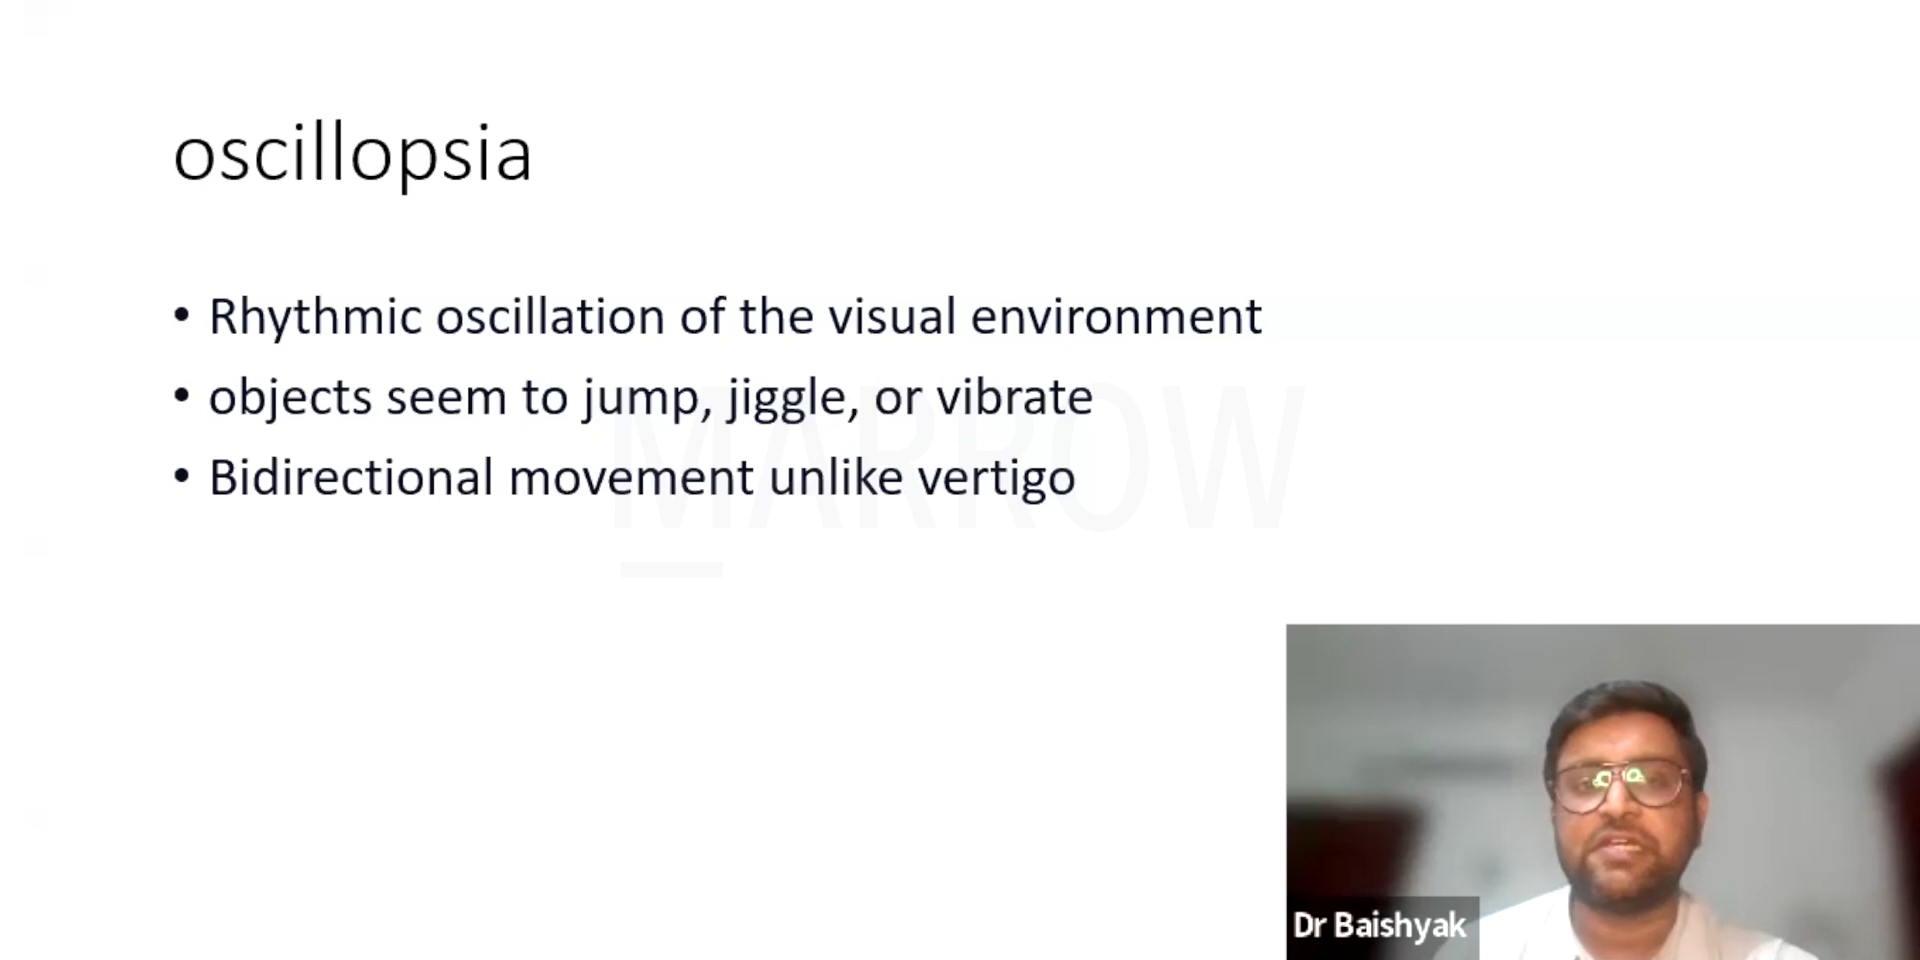 oscillopsia
• Rhythmic oscillation of the visual environment
• objects seem to jump, jiggle, or vibrate
• Bidirectional movement unlike vertigo
MARROW
Dr Baishyak